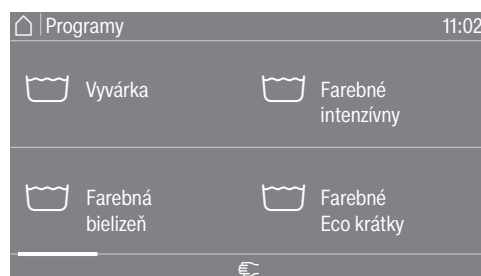 Programy 11:02
Vyvárka
Farebné
intenzívny
Farebná
bielizeň
Farebné
Eco krátky